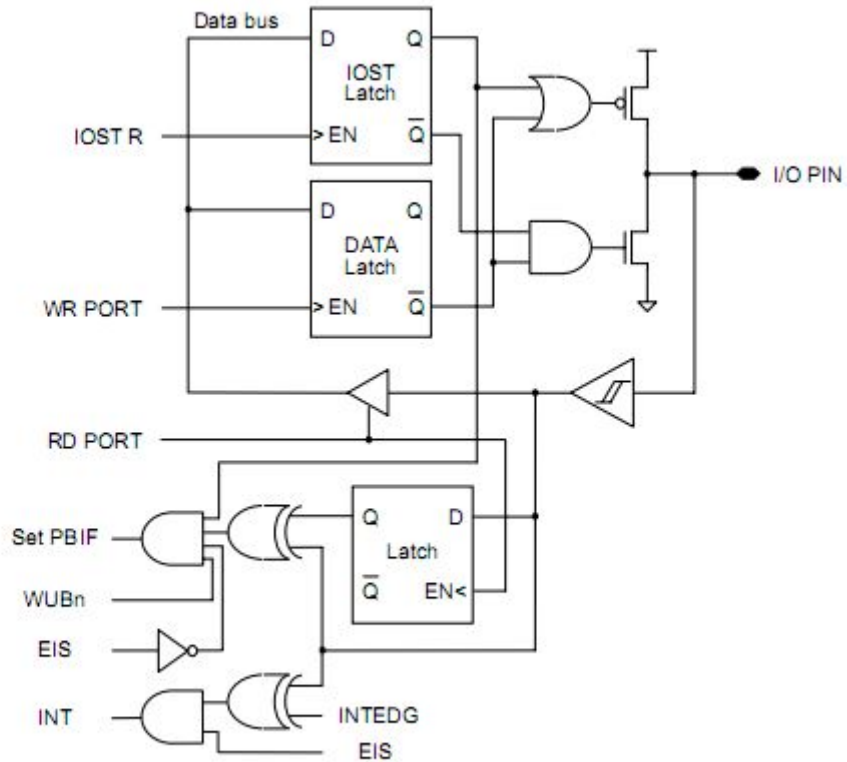 Data bus
D Q
IOST
Latch
IOST R
> EN Q
I/O PIN
D Q
DATA
Latch
WR PORT
> EN Q
RD PORT
Q D
Set PBIF
Latch
WUBn
Q EN<
EIS
INT
INTEDG
EIS